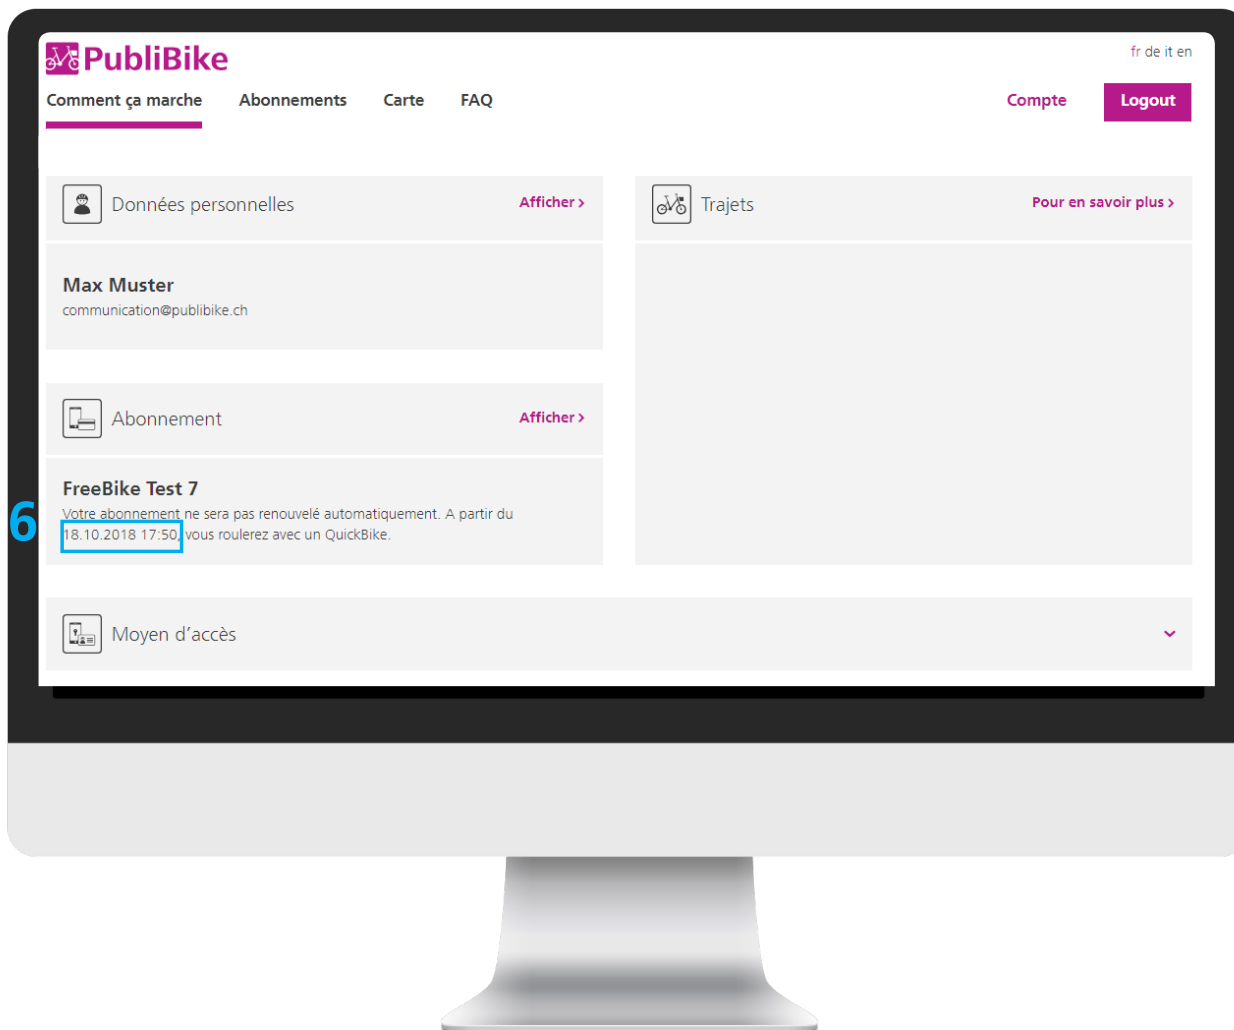 PubliBike
fr de it en
Comment ça marche
Abonnements
Carte
FAQ
Compte
Logout
Données personnelles
Afficher >
Max Muster
communication@publibike.ch
Trajets
Pour en savoir plus >
Abonnement
Afficher >
FreeBike Test 7
Votre abonnement ne sera pas renouvelé automatiquement. A partir du
18.10.2018 17:50, vous roulerez avec un QuickBike.
6
Moyen d’accès